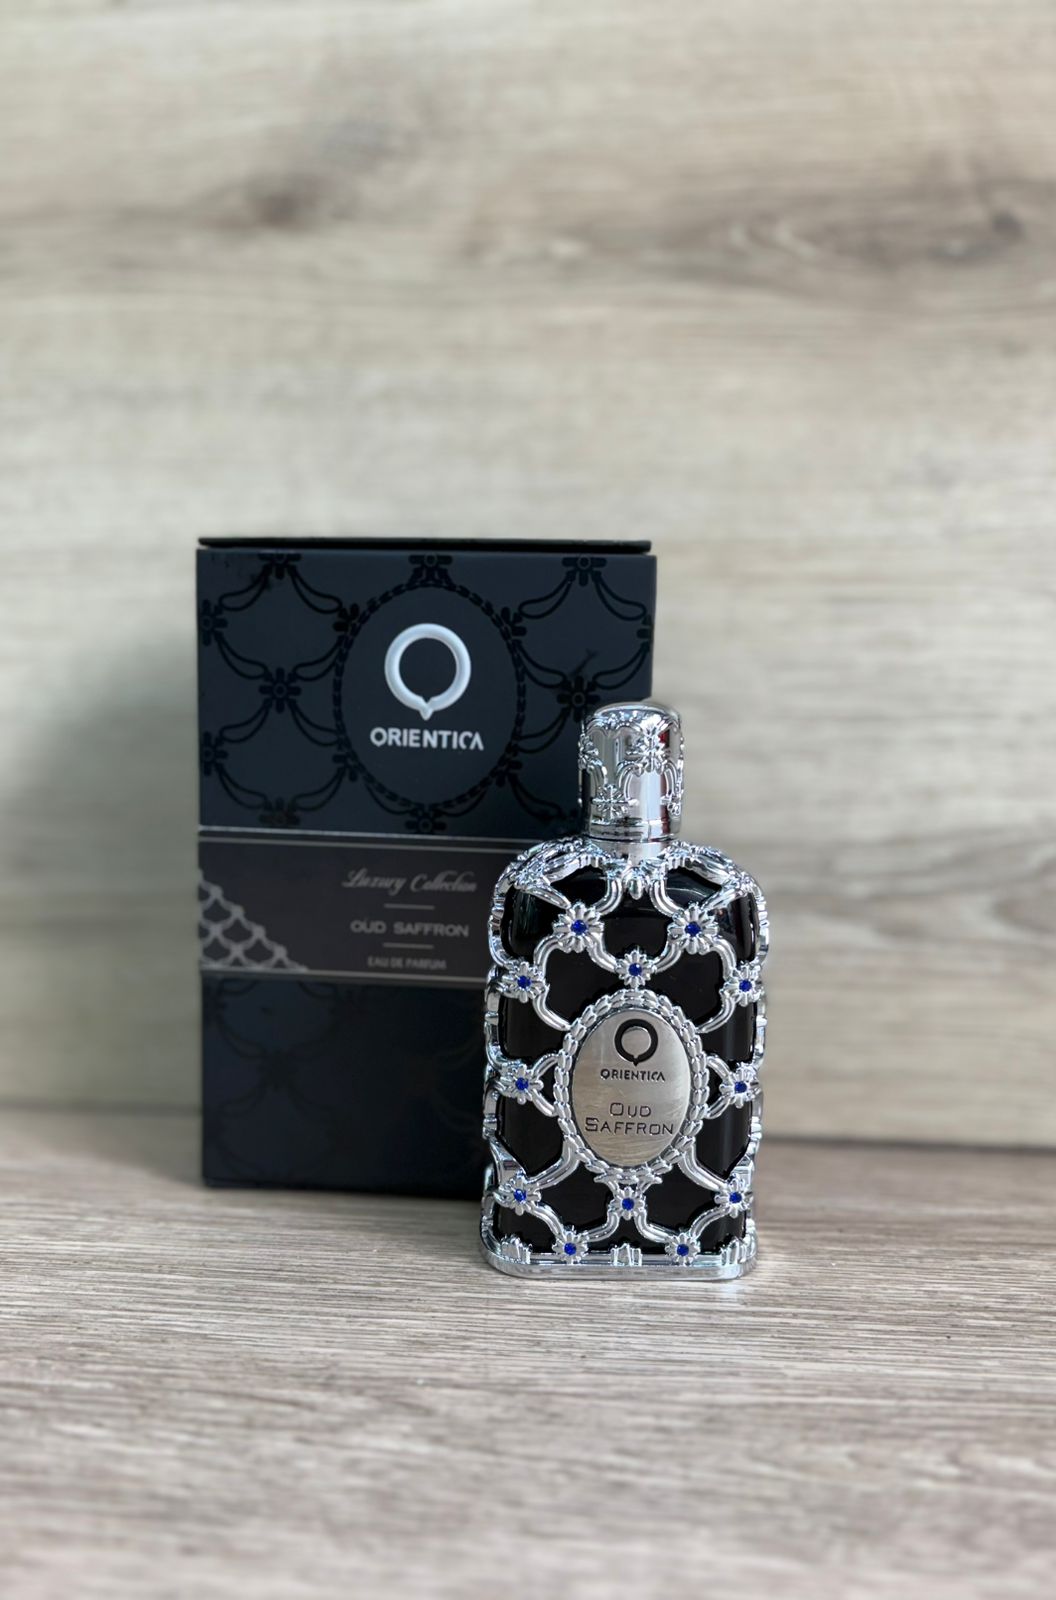 ORIENTICA
Luxury Collection
OUD SAFFRON
EAU DE PARFUM
ORIENTICA
OUD
SAFFRON